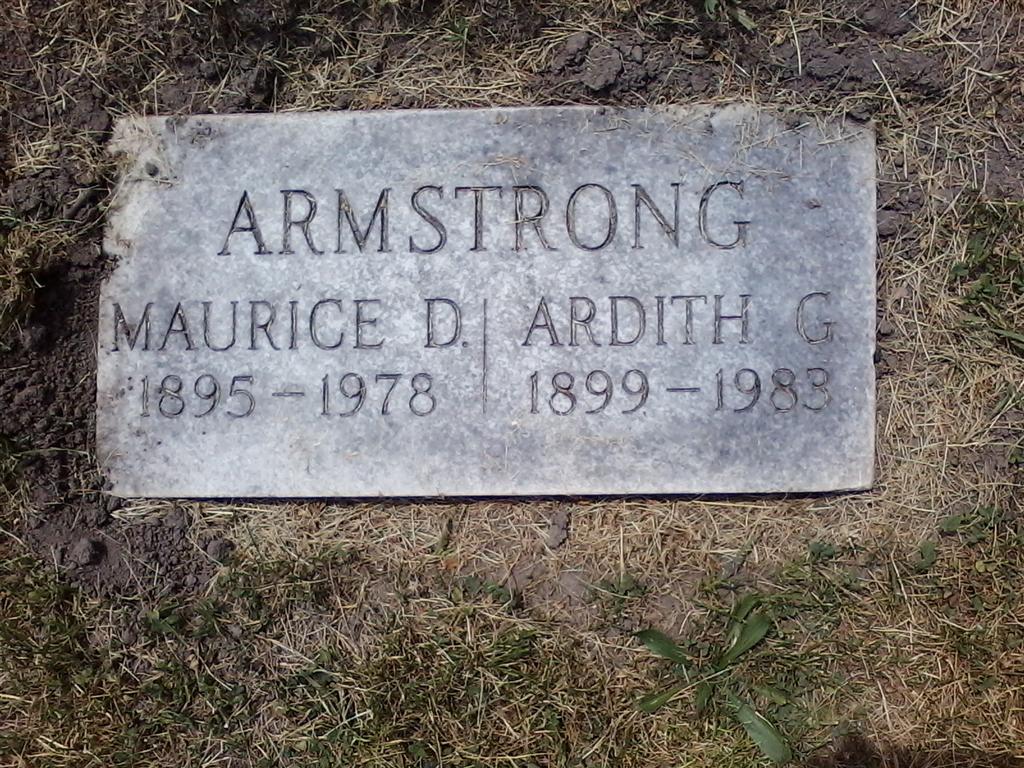 ARMSTRONG
MAURICE D. ARDITH G
1895 – 1978 1899 – 1983